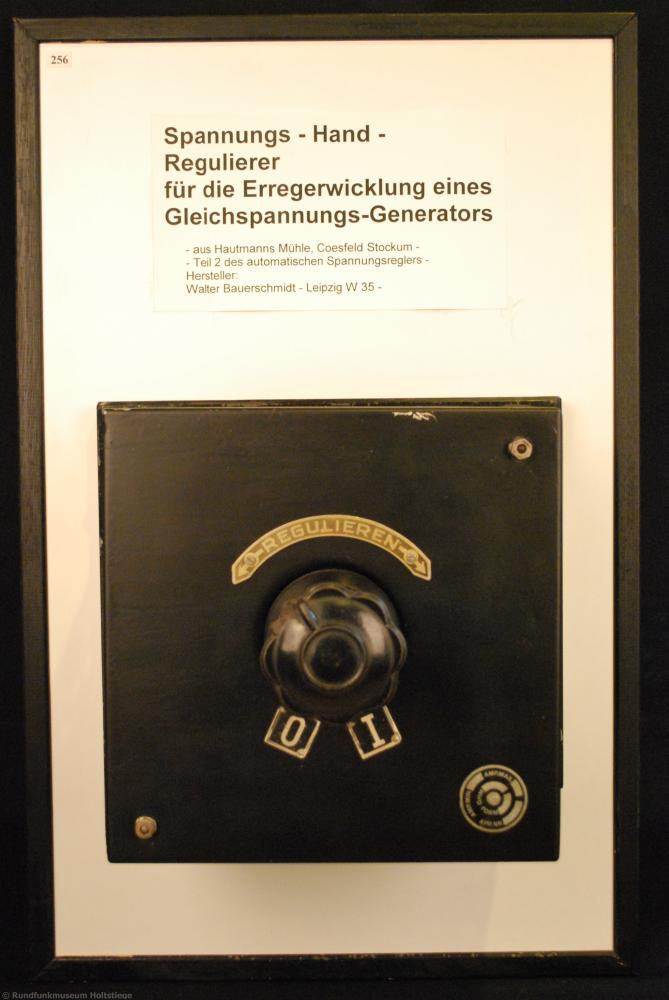 256
Spannungs - Hand -
Regulierer
für die Erregerwicklung eines
Gleichspannungs-Generators
- aus Hautmanns Mühle, Coesfeld Stockum -
- Teil 2 des automatischen Spannungsreglers -
Hersteller:
Walter Bauerschmidt - Leipzig W 35 -
REGULIEREN
O I
© Rundfunkmuseum Holtstiege